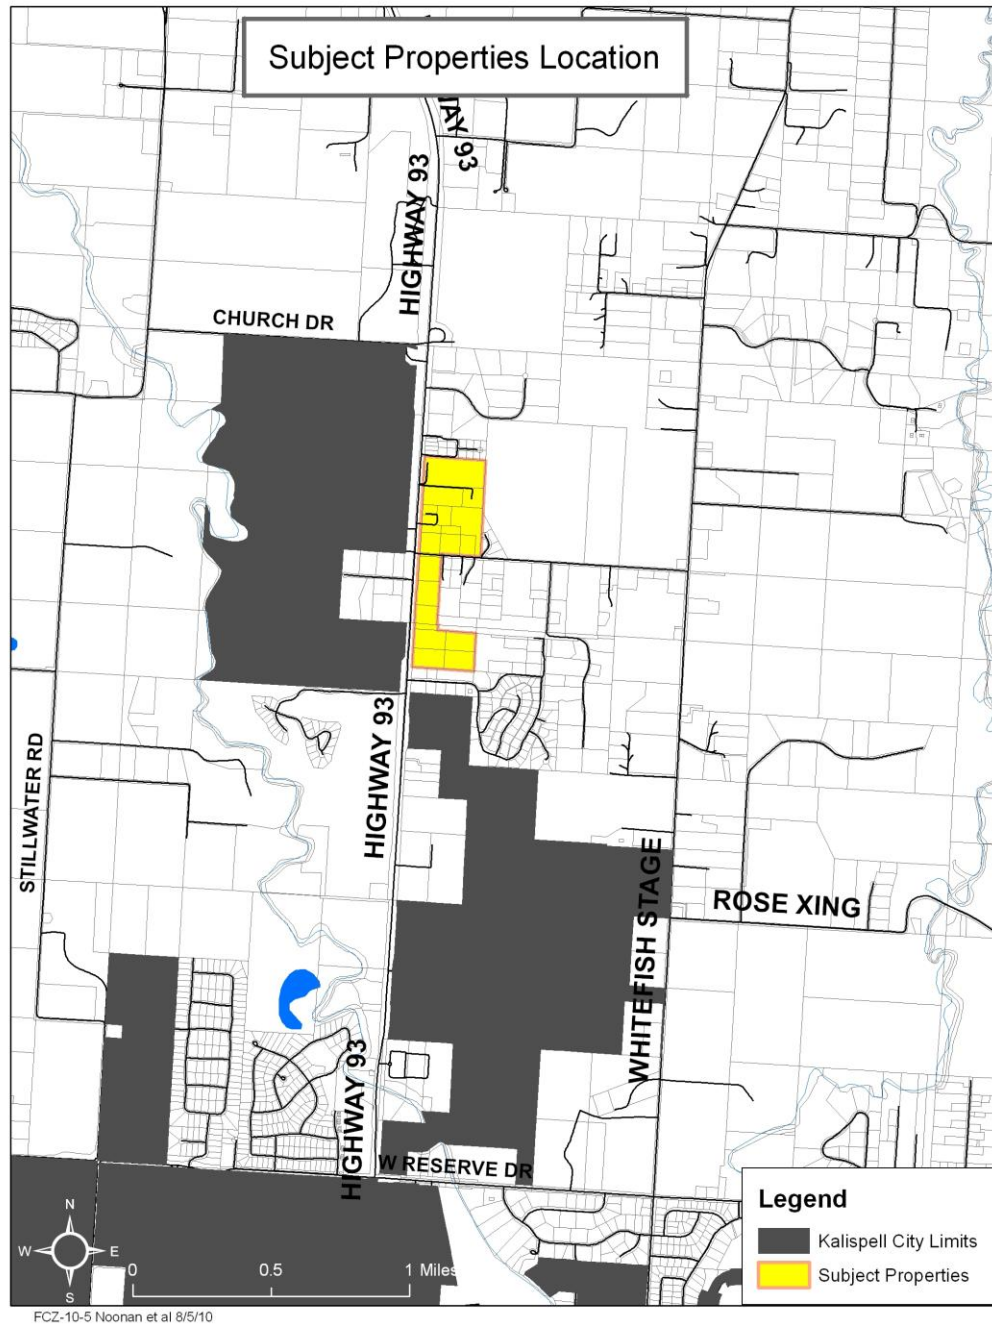 Subject Properties Location
WAY 93
HIGHWAY 93
CHURCH DR
HIGHWAY 93
STILLWATER RD
WHITEFISH STAGE
ROSE XING
HIGHWAY 93
W RESERVE DR
Legend
Kalispell City Limits
Subject Properties
N
W E
S
0 0.5 1 Miles
FCZ-10-5 Noonan et al 8/5/10